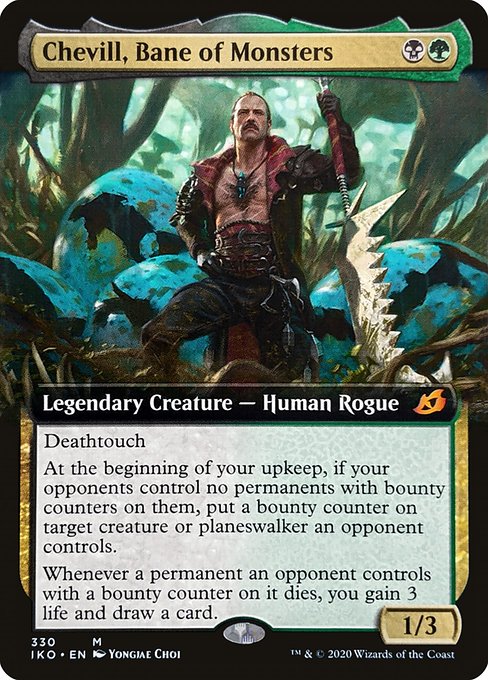 Chevill, Bane of Monsters
Legendary Creature — Human Rogue
Deathtouch
At the beginning of your upkeep, if your
opponents control no permanents with bounty
counters on them, put a bounty counter on
target creature or planeswalker an opponent
controls.
Whenever a permanent an opponent controls
with a bounty counter on it dies, you gain 3
life and draw a card.
1/3
330 M
IKO • EN Yongjae Choi
™ & © 2020 Wizards of the Coast